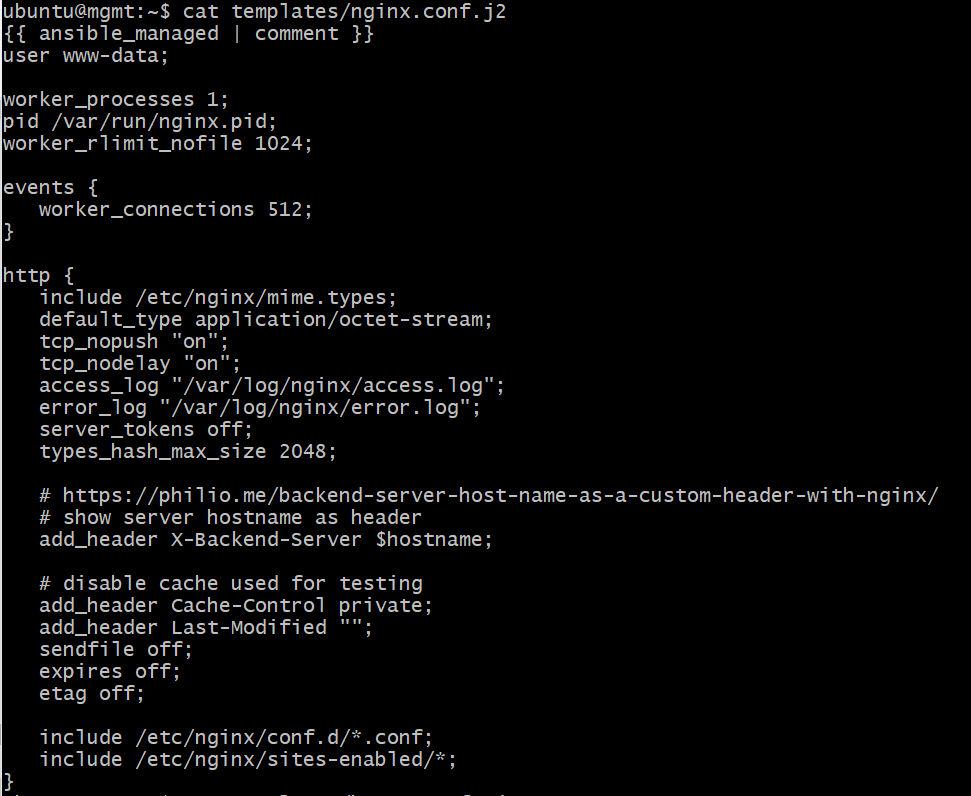 ubuntu@mgmt:~$ cat templates/nginx.conf.j2
{{ ansible_managed | comment }}
user www-data;

worker_processes 1;
pid /var/run/nginx.pid;
worker_rlimit_nofile 1024;

events {
   worker_connections 512;
}

http {
   include /etc/nginx/mime.types;
   default_type application/octet-stream;
   tcp_nopush "on";
   tcp_nodelay "on";
   access_log "/var/log/nginx/access.log";
   error_log "/var/log/nginx/error.log";
   server_tokens off;
   types_hash_max_size 2048;

   # https://philio.me/backend-server-host-name-as-a-custom-header-with-nginx/
   # show server hostname as header
   add_header X-Backend-Server $hostname;

   # disable cache used for testing
   add_header Cache-Control private;
   add_header Last-Modified "";
   sendfile off;
   expires off;
   etag off;

   include /etc/nginx/conf.d/*.conf;
   include /etc/nginx/sites-enabled/*;
}